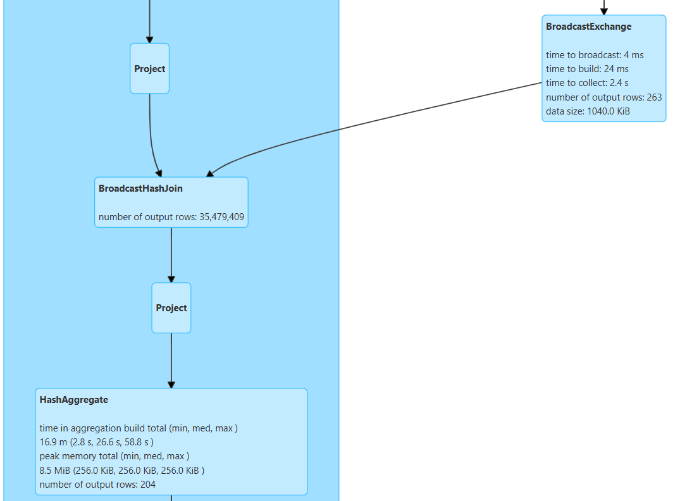 BroadcastExchange
time to broadcast: 4 ms
time to build: 24 ms
time to collect: 2.4 s
number of output rows: 263
data size: 1040.0 KiB
Project
BroadcastHashJoin
number of output rows: 35,479,409
Project
HashAggregate
time in aggregation build total (min, med, max )
16.9 m (2.8 s, 26.6 s, 58.8 s )
peak memory total (min, med, max )
8.5 MiB (256.0 KiB, 256.0 KiB, 256.0 KiB )
number of output rows: 204